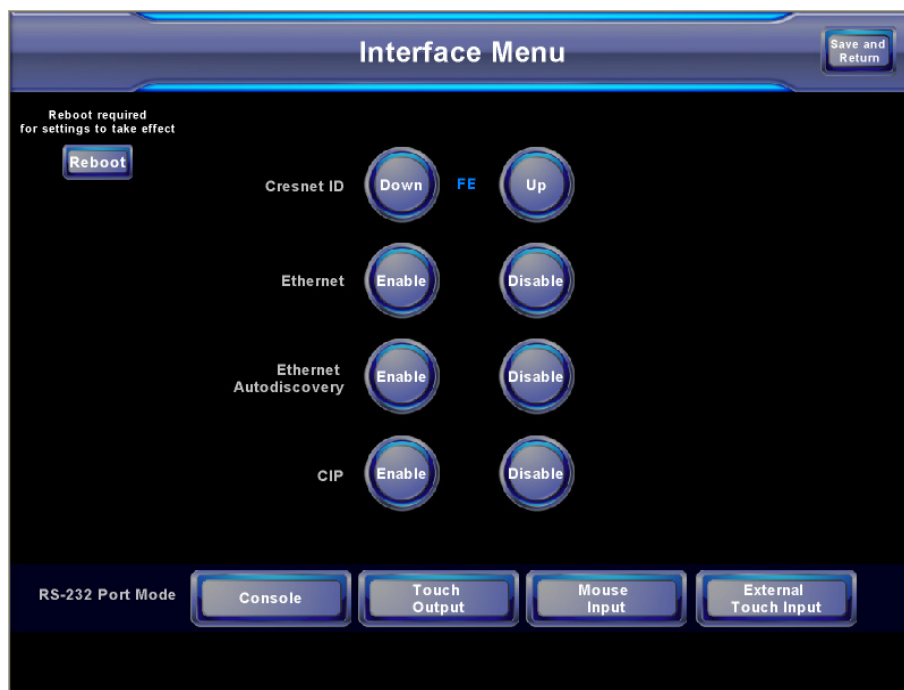 Interface Menu
Save and
Return
Reboot required
for settings to take effect
Reboot
Cresnet ID
Down
FE
Up
Ethernet
Enable
Disable
Ethernet
Autodiscovery
Enable
Disable
CIP
Enable
Disable
RS-232 Port Mode
Console
Touch
Output
Mouse
Input
External
Touch Input